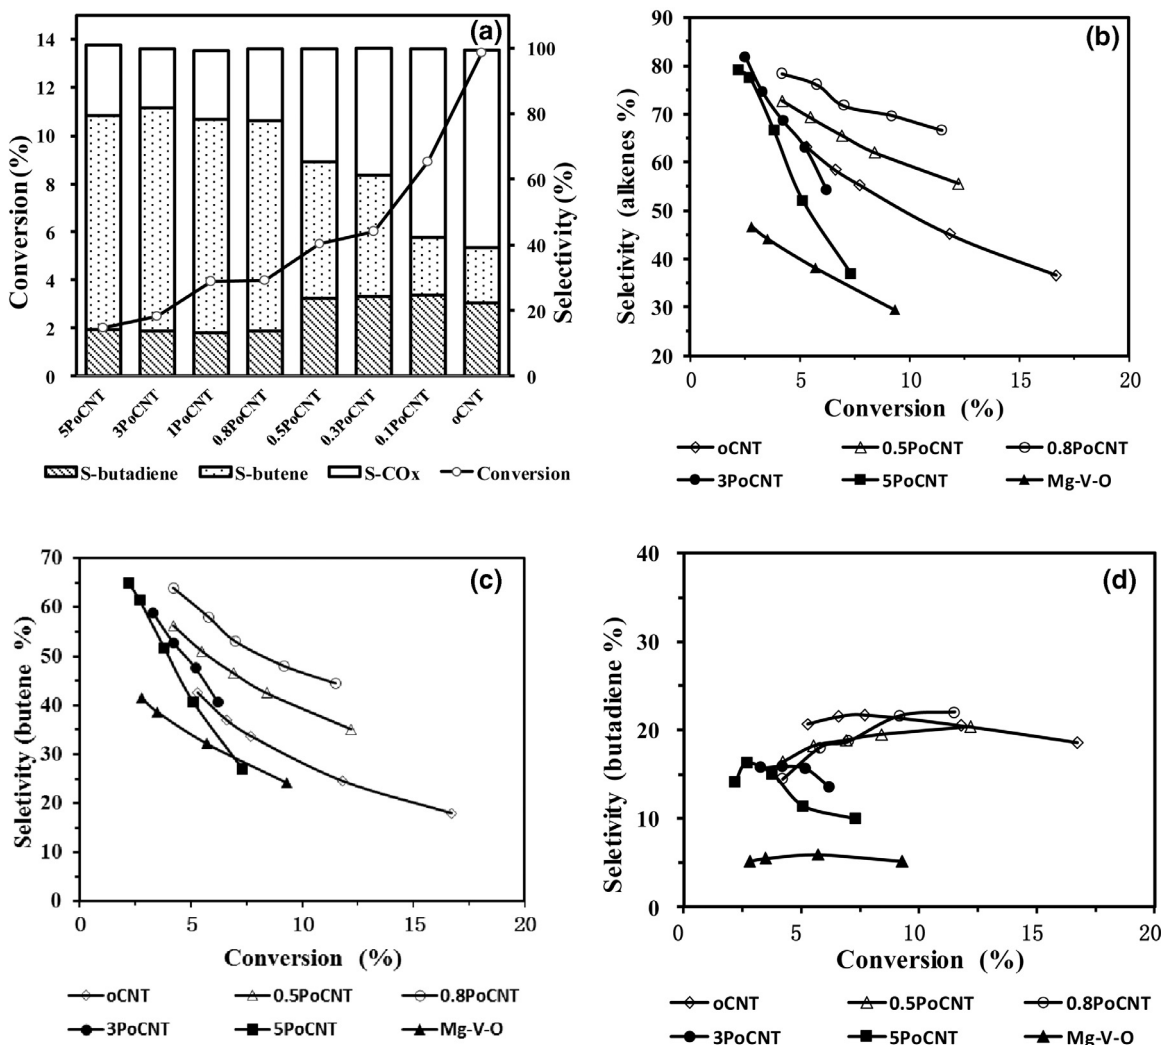 (a)
Conversion (%)
14
12
10
8
6
4
2
0
100
80
60
40
20
0
Selectivity (%)
5PoCNT 3PoCNT 1PoCNT 0.8PoCNT 0.5PoCNT 0.3PoCNT 0.1PoCNT oCNT
S-butadiene S-butene S-COx Conversion
(b)
Seletivity (alkenes %)
90
80
70
60
50
40
30
20
0 5 10 15 20
Conversion (%)
oCNT 0.5PoCNT 0.8PoCNT
3PoCNT 5PoCNT Mg-V-O
(c)
Seletivity (butene %)
70
60
50
40
30
20
10
0
0 5 10 15 20
Conversion (%)
oCNT 0.5PoCNT 0.8PoCNT
3PoCNT 5PoCNT Mg-V-O
(d)
Seletivity (butadiene %)
40
30
20
10
0
0 5 10 15 20
Conversion (%)
oCNT 0.5PoCNT 0.8PoCNT
3PoCNT 5PoCNT Mg-V-O